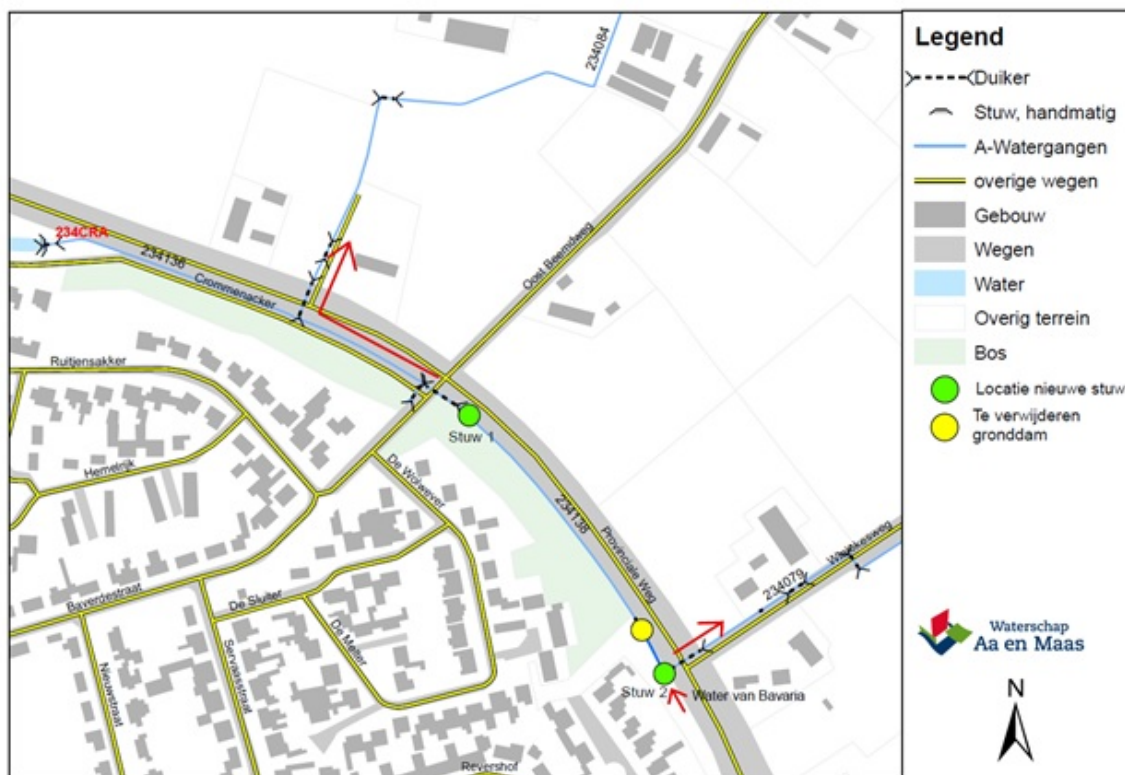 234084
234CRA
234136
Crommenacker
Oost Beemdweg
Ruitjensakker
Stuw 1
Hemelrijk
De Wolwever
234138
Provinciale Weg
234079
Baverdestraat
De Sluiter
De Melter
Servaasstraat
Nieuwstraat
Stuw 2
Water van Bavaria
Revershof
Legend
Duiker
Stuw, handmatig
A-Watergangen
overige wegen
Gebouw
Wegen
Water
Overig terrein
Bos
Locatie nieuwe stuw
Te verwijderen
gronddam
Waterschap
Aa en Maas
N